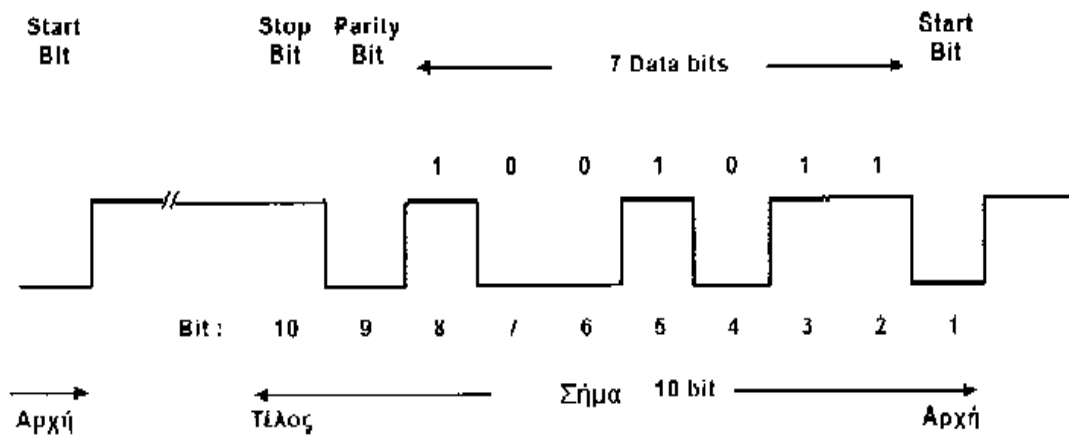 Start Stop Parity Start
Bit Bit Bit 7 Data bits Bit
1 0 0 1 0 1 1
Bit : 10 9 8 7 6 5 4 3 2 1
Σήμα 10 bit
Αρχή Τέλος Αρχή